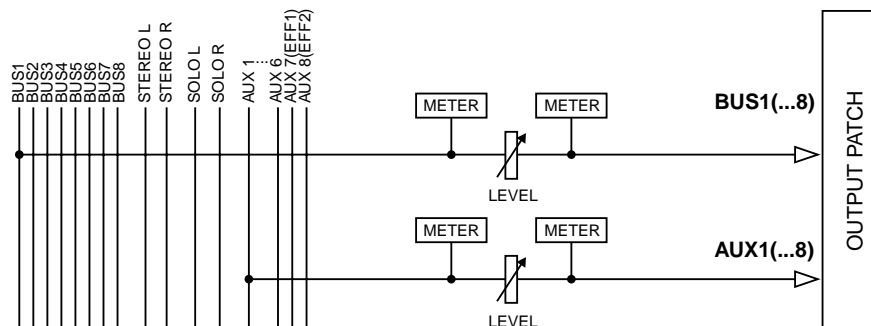 BUS1
BUS2
BUS3
BUS4
BUS5
BUS6
BUS7
BUS8
STEREO L
STEREO R
SOLO L
SOLO R
AUX 1
...
AUX 6
AUX 7(EFF1)
AUX 8(EFF2)
METER
METER
BUS1(...8)
LEVEL
METER
METER
AUX1(...8)
LEVEL
OUTPUT PATCH